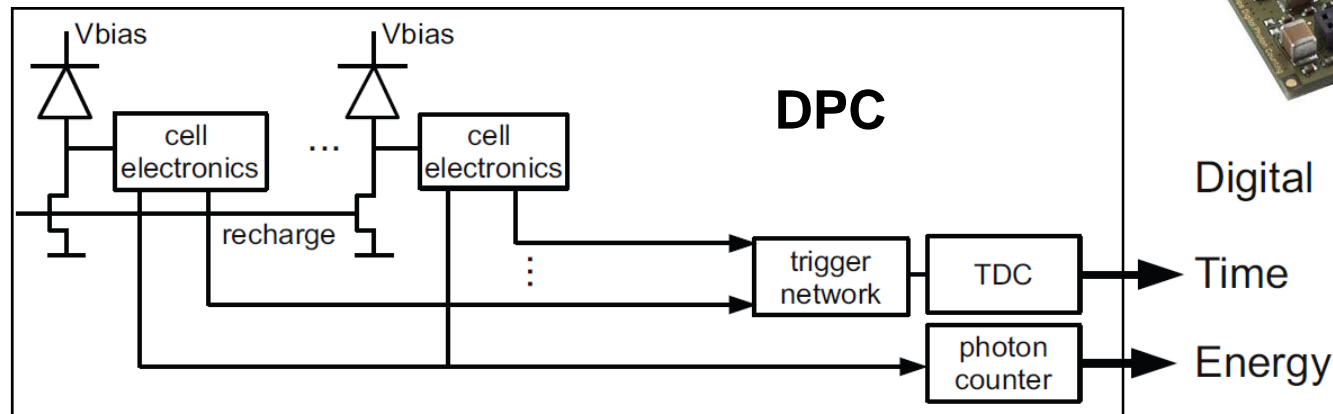 Vbias
Vbias
DPC
cell
electronics
...
cell
electronics
recharge
...
trigger
network
TDC
photon
counter
Digital
Time
Energy